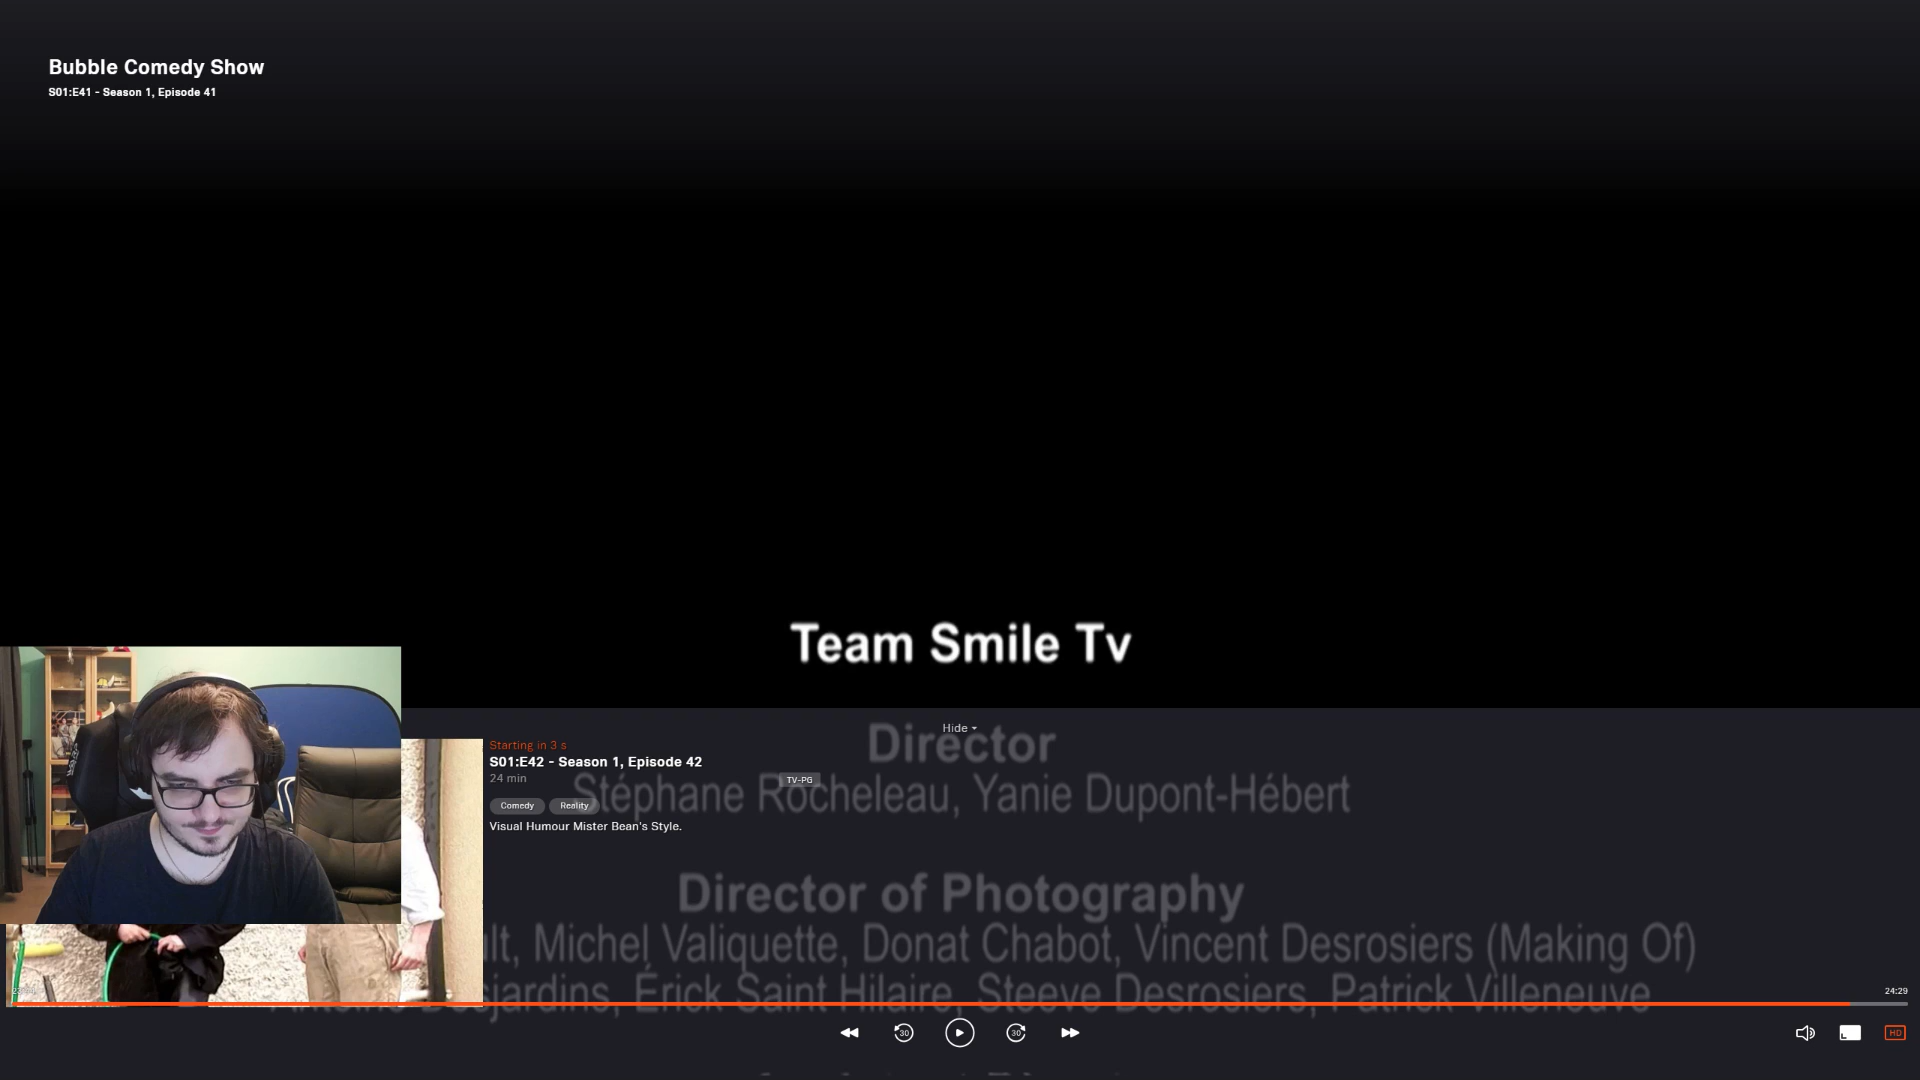 Bubble Comedy Show
S01:E41 - Season 1, Episode 41
Team Smile Tv
Hide
Director
Stéphane Rocheleau, Yanie Dupont-Hébert
Starting in 3 s
S01:E42 - Season 1, Episode 42
24 min
TV-PG
Comedy
Reality
Visual Humour Mister Bean's Style.
Director of Photography
Michel Valiquette, Donat Chabot, Vincent Desrosiers (Making Of)
Érick Saint Hilaire, Steeve Desrosiers, Patrick Villeneuve
24:29
30
30
HD